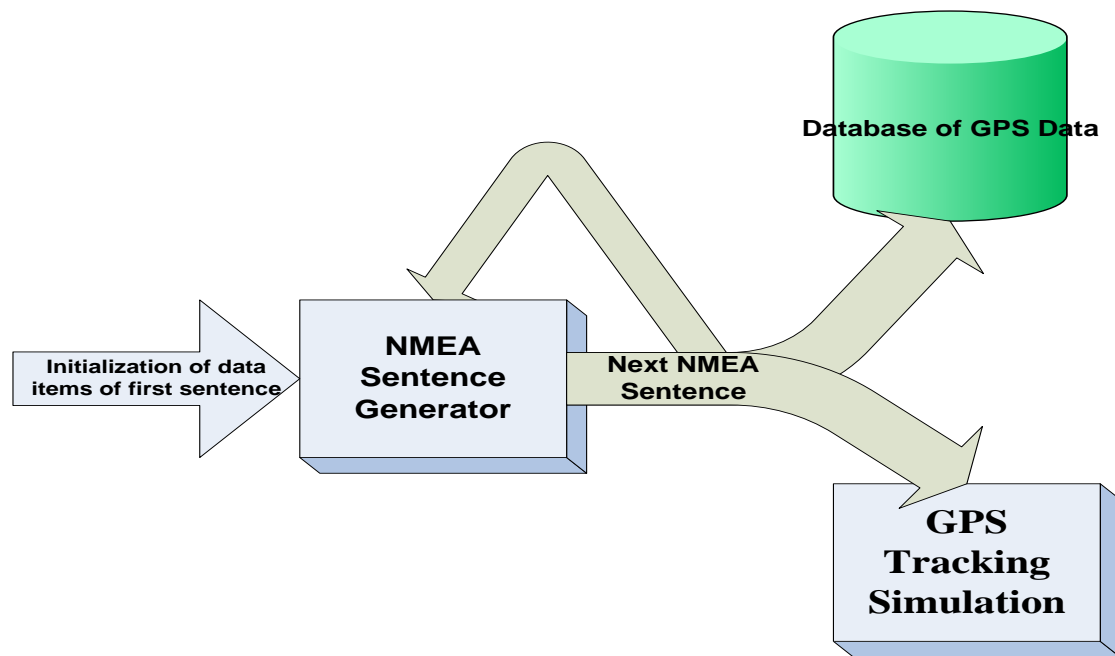 Database of GPS Data
Initialization of data
items of first sentence
NMEA
Sentence
Generator
Next NMEA
Sentence
GPS
Tracking
Simulation